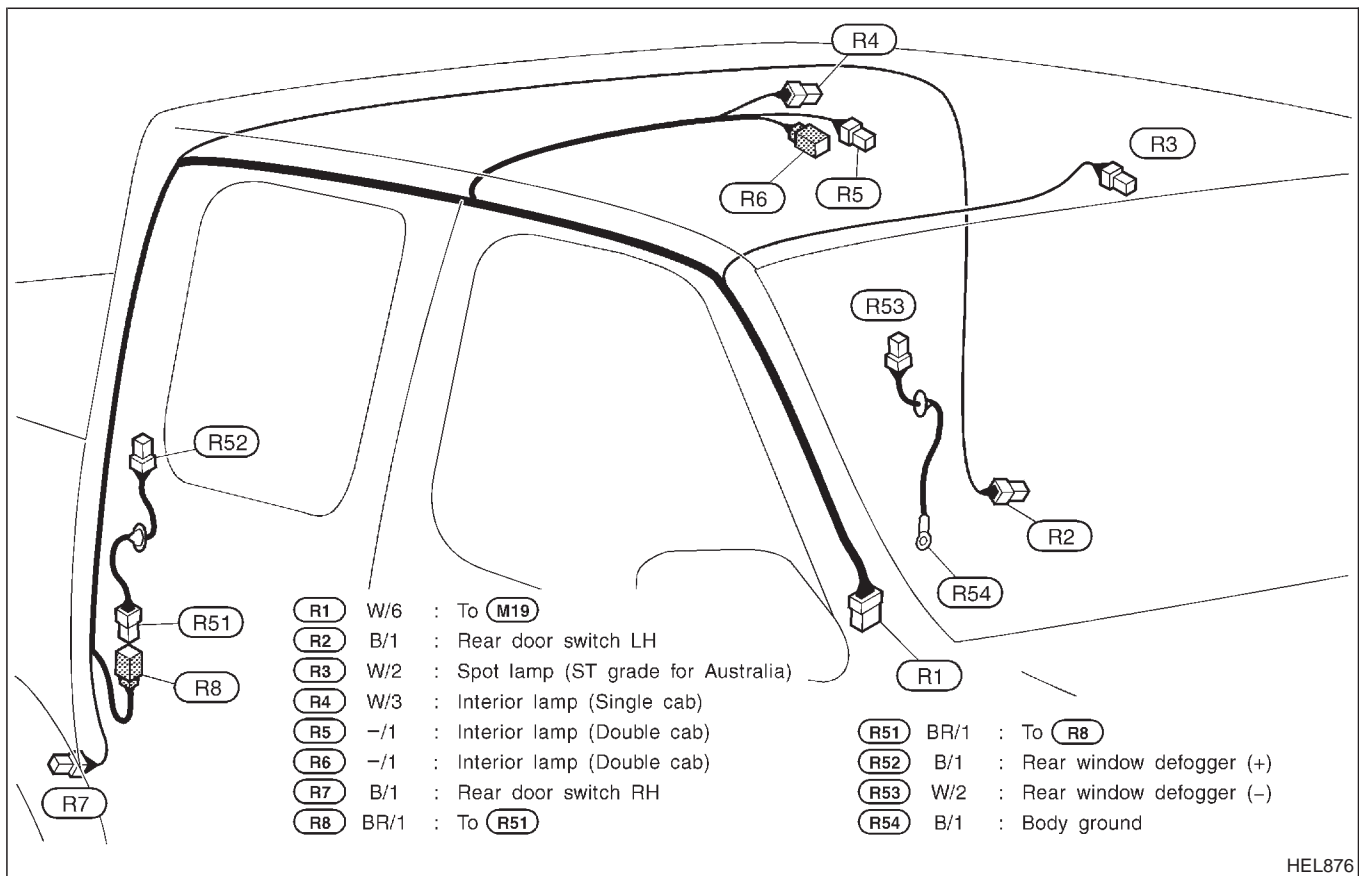 R4
R3
R6
R5
R53
R52
R2
R54
R51
R1
R8
R7
R1 W/6 : To M19
R2 B/1 : Rear door switch LH
R3 W/2 : Spot lamp (ST grade for Australia)
R4 W/3 : Interior lamp (Single cab)
R5 −/1 : Interior lamp (Double cab)
R6 −/1 : Interior lamp (Double cab)
R7 B/1 : Rear door switch RH
R8 BR/1 : To R51
R51 BR/1 : To R8
R52 B/1 : Rear window defogger (+)
R53 W/2 : Rear window defogger (−)
R54 B/1 : Body ground
HEL876